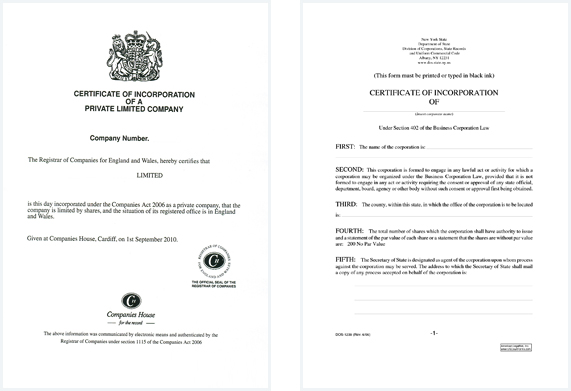 CERTIFICATE OF INCORPORATION
OF A
PRIVATE LIMITED COMPANY
Company Number.
The Registrar of Companies for England and Wales, hereby certifies that
LIMITED
is this day incorporated under the Companies Act 2006 as a private company, that the
company is limited by shares, and the situation of its registered office is in England
and Wales.
Given at Companies House, Cardiff, on 1st September 2010.
THE OFFICIAL SEAL OF THE
REGISTRAR OF COMPANIES
Companies House
for the record
The above information was communicated by electronic means and authenticated by the
Registrar of Companies under section 1115 of the Companies Act 2006
New York State
Department of State
Division of Corporations, State Records
and Uniform Commercial Code
Albany, NY 12231
www.dos.state.ny.us
(This form must be printed or typed in black ink)
CERTIFICATE OF INCORPORATION
OF
(Insert corporate name)
Under Section 402 of the Business Corporation Law
FIRST: The name of the corporation is:
SECOND: This corporation is formed to engage in any lawful act or activity for which a
corporation may be organized under the Business Corporation Law, provided that it is not
formed to engage in any act or activity requiring the consent or approval of any state official,
department, board, agency or other body without such consent or approval first being obtained.
THIRD: The county, within this state, in which the office of the corporation is to be located
is:
FOURTH: The total number of shares which the corporation shall have authority to issue
and a statement of the par value of each share or a statement that the shares are without par value
are: 200 No Par Value
FIFTH: The Secretary of State is designated as agent of the corporation upon whom process
against the corporation may be served. The address to which the Secretary of State shall mail
a copy of any process accepted on behalf of the corporation is:
-1-